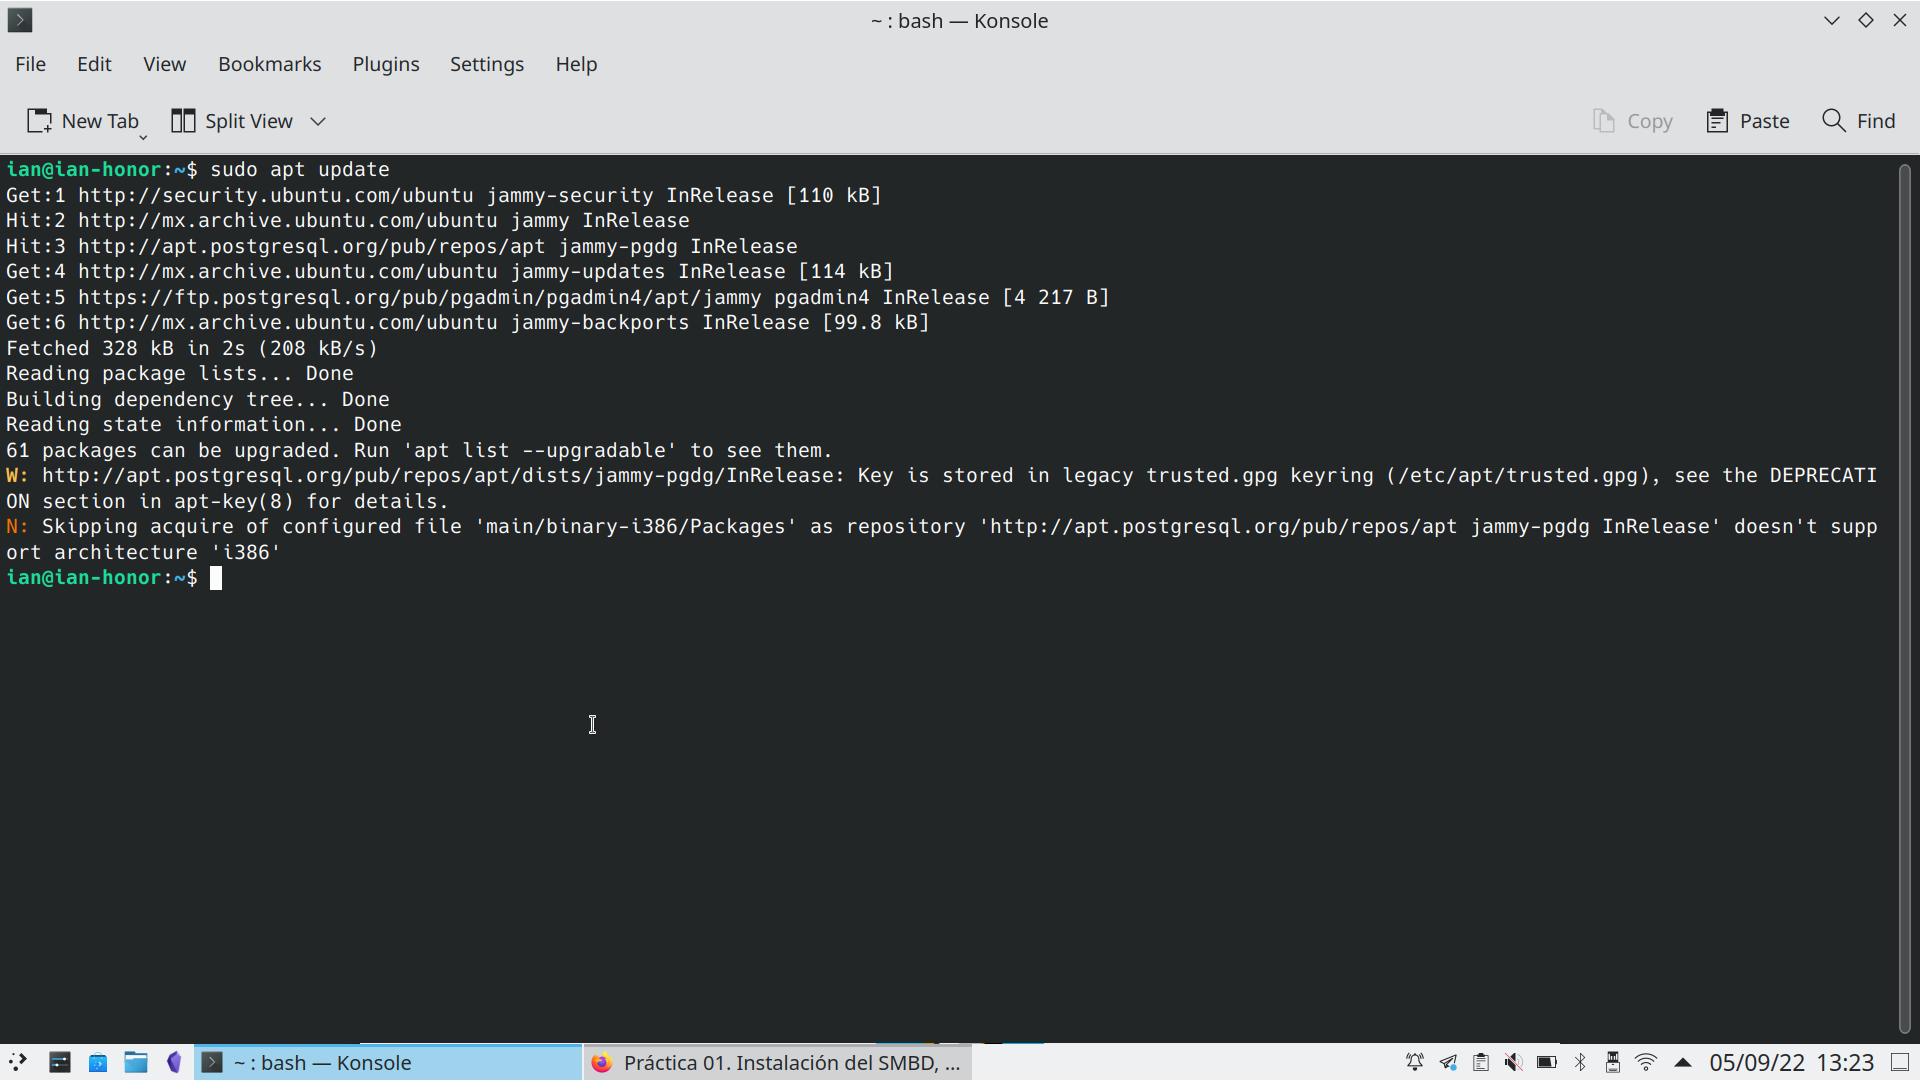 ~ : bash — Konsole
File Edit View Bookmarks Plugins Settings Help
New Tab Split View Copy Paste Find
ian@ian-honor:~$ sudo apt update
Get:1 http://security.ubuntu.com/ubuntu jammy-security InRelease [110 kB]
Hit:2 http://mx.archive.ubuntu.com/ubuntu jammy InRelease
Hit:3 http://apt.postgresql.org/pub/repos/apt jammy-pgdg InRelease
Get:4 http://mx.archive.ubuntu.com/ubuntu jammy-updates InRelease [114 kB]
Get:5 https://ftp.postgresql.org/pub/pgadmin/pgadmin4/apt/jammy pgadmin4 InRelease [4 217 B]
Get:6 http://mx.archive.ubuntu.com/ubuntu jammy-backports InRelease [99.8 kB]
Fetched 328 kB in 2s (208 kB/s)
Reading package lists... Done
Building dependency tree... Done
Reading state information... Done
61 packages can be upgraded. Run 'apt list --upgradable' to see them.
W: http://apt.postgresql.org/pub/repos/apt/dists/jammy-pgdg/InRelease: Key is stored in legacy trusted.gpg keyring (/etc/apt/trusted.gpg), see the DEPRECATI
ON section in apt-key(8) for details.
N: Skipping acquire of configured file 'main/binary-i386/Packages' as repository 'http://apt.postgresql.org/pub/repos/apt jammy-pgdg InRelease' doesn't supp
ort architecture 'i386'
ian@ian-honor:~$
~ : bash — Konsole Práctica 01. Instalación del SMBD, ... 05/09/22 13:23